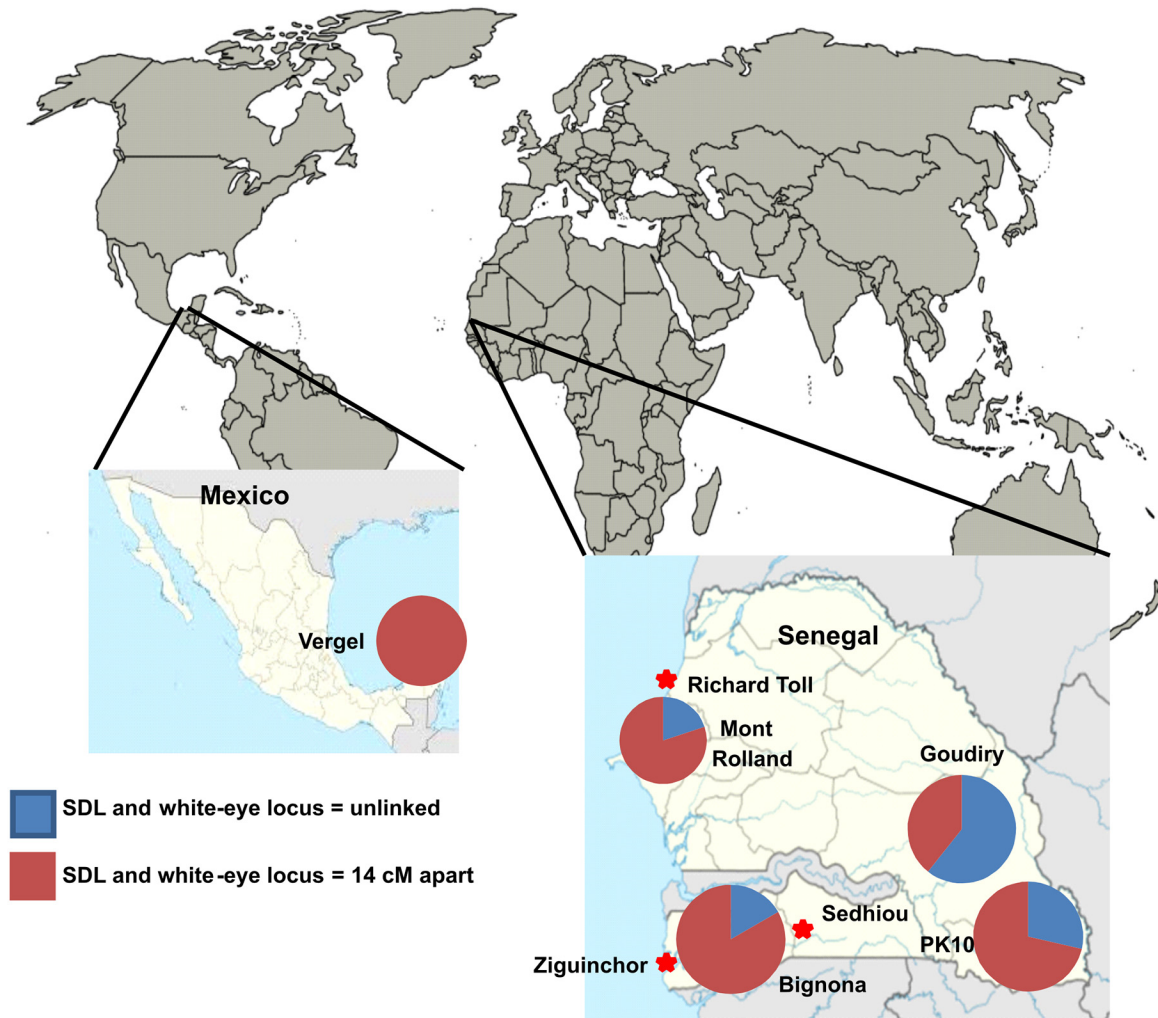 Mexico
Vergel
SDL and white-eye locus = unlinked
SDL and white-eye locus = 14 cM apart
Senegal
Richard Toll
Mont
Rolland
Goudiry
Sedhiou
PK10
Ziguinchor
Bignona